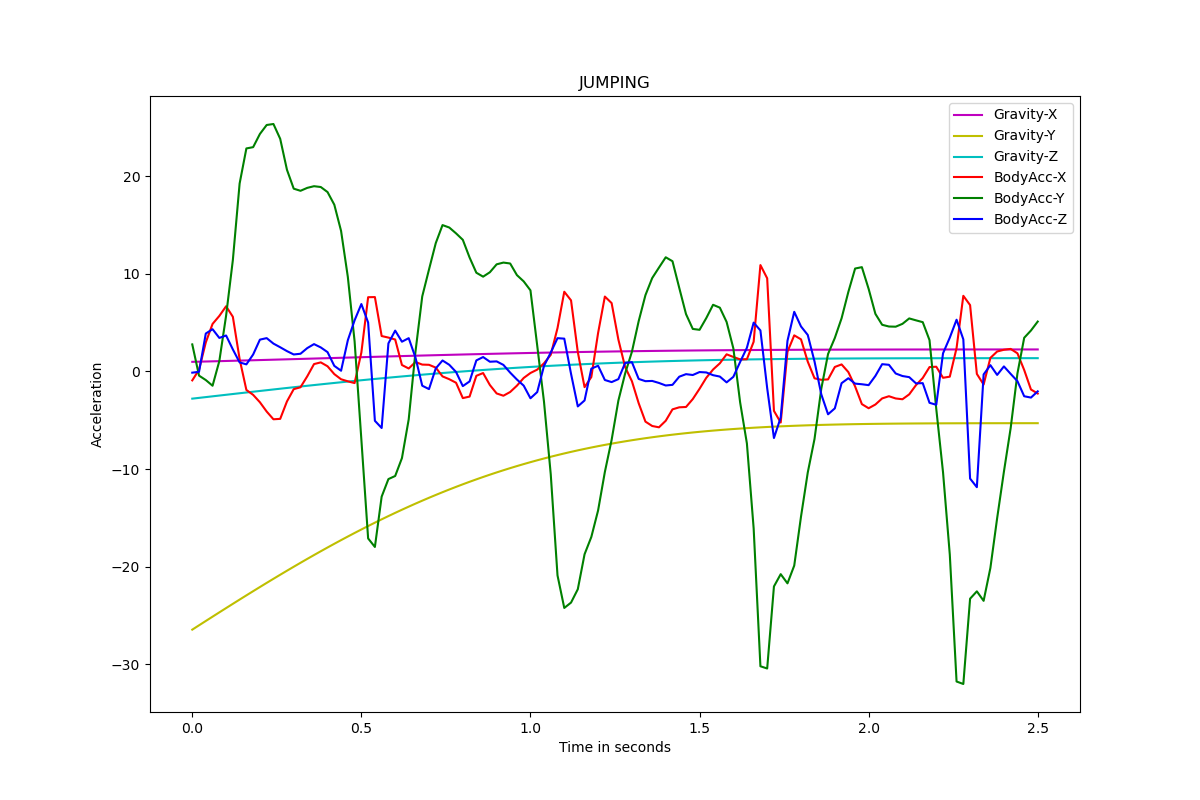 JUMPING
Gravity-X
Gravity-Y
Gravity-Z
BodyAcc-X
BodyAcc-Y
BodyAcc-Z
Acceleration
20
10
0
−10
−20
−30
0.0 0.5 1.0 1.5 2.0 2.5
Time in seconds